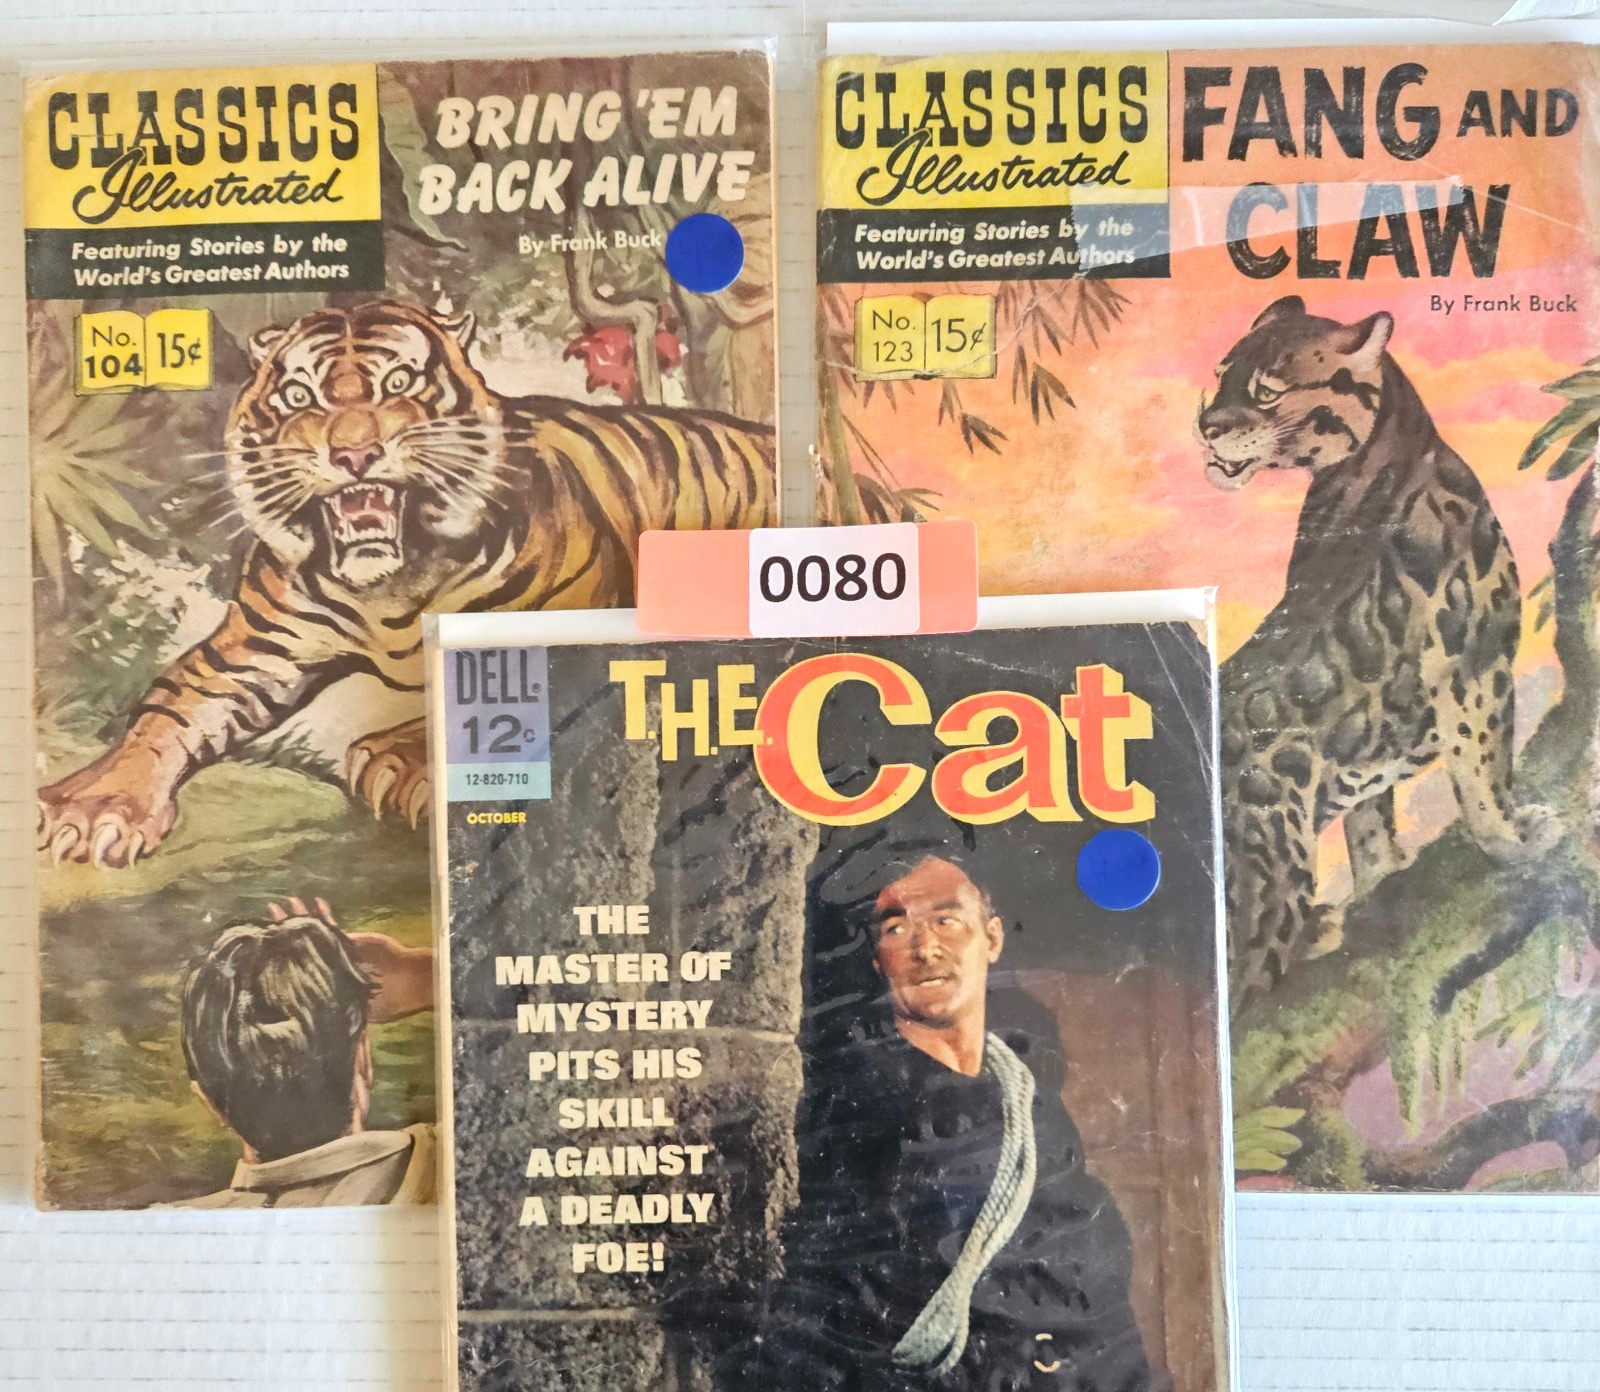 CLASSICS
Illustrated
Featuring Stories by the
World's Greatest Authors
No.
104
15¢
BRING 'EM
BACK ALIVE
By Frank Buck
CLASSICS
Illustrated
Featuring Stories by the
World's Greatest Authors
No.
123
15¢
FANG AND
CLAW
By Frank Buck
0080
DELL
12c
12-820-710
OCTOBER
T.H.E. Cat
THE
MASTER OF
MYSTERY
PITS HIS
SKILL
AGAINST
A DEADLY
FOE!